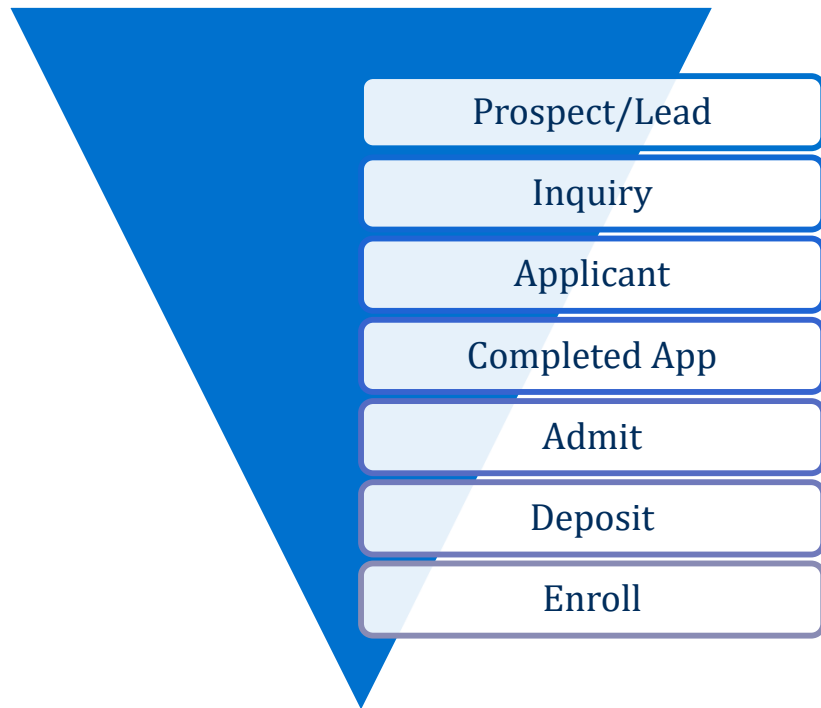 Prospect/Lead
Inquiry
Applicant
Completed App
Admit
Deposit
Enroll